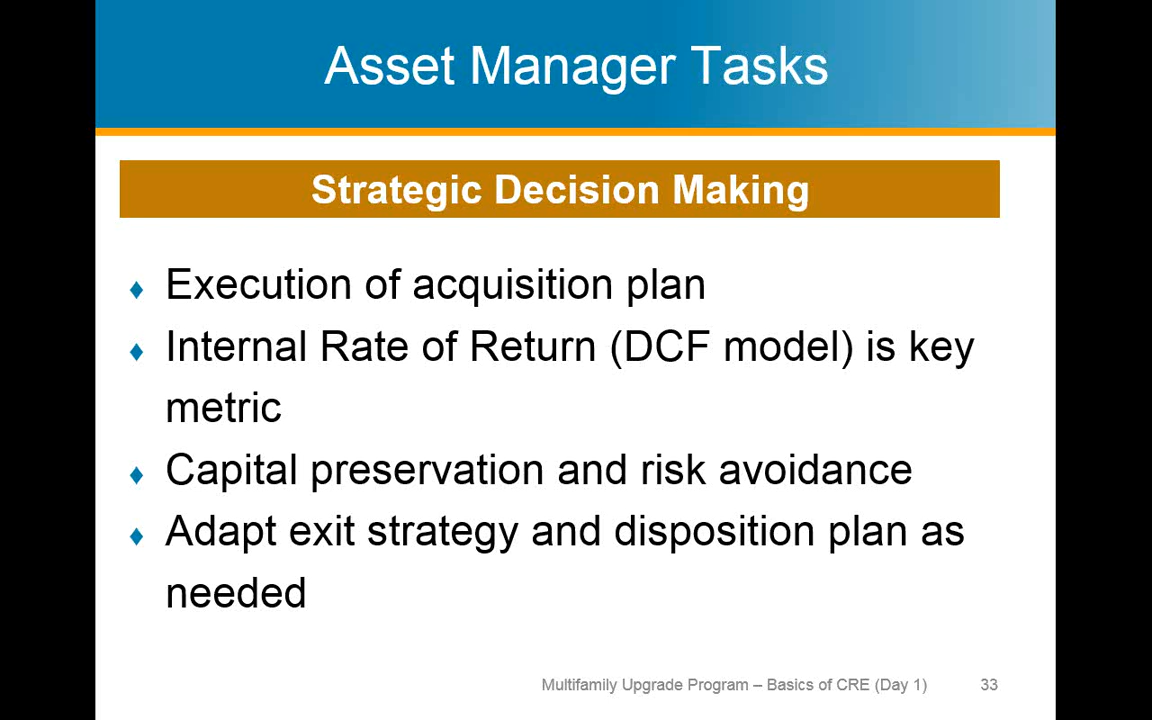 Asset Manager Tasks
Strategic Decision Making
♦ Execution of acquisition plan
♦ Internal Rate of Return (DCF model) is key
metric
♦ Capital preservation and risk avoidance
♦ Adapt exit strategy and disposition plan as
needed
Multifamily Upgrade Program – Basics of CRE (Day 1) 33